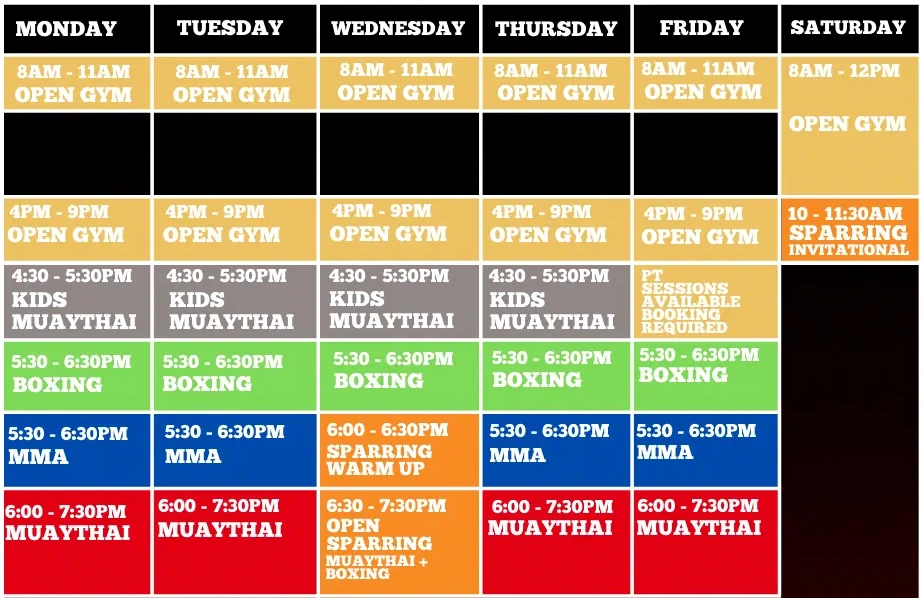 MONDAY
TUESDAY
WEDNESDAY
THURSDAY
FRIDAY
SATURDAY
8AM - 11AM
OPEN GYM
8AM - 11AM
OPEN GYM
8AM - 11AM
OPEN GYM
8AM - 11AM
OPEN GYM
8AM - 11AM
OPEN GYM
8AM - 12PM
OPEN GYM
4PM - 9PM
OPEN GYM
4PM - 9PM
OPEN GYM
4PM - 9PM
OPEN GYM
4PM - 9PM
OPEN GYM
4PM - 9PM
OPEN GYM
10 - 11:30AM
SPARRING
INVITATIONAL
4:30 - 5:30PM
KIDS
MUAYTHAI
4:30 - 5:30PM
KIDS
MUAYTHAI
4:30 - 5:30PM
KIDS
MUAYTHAI
4:30 - 5:30PM
KIDS
MUAYTHAI
PT
SESSIONS
AVAILABLE
BOOKING
REQUIRED
5:30 - 6:30PM
BOXING
5:30 - 6:30PM
BOXING
5:30 - 6:30PM
BOXING
5:30 - 6:30PM
BOXING
5:30 - 6:30PM
BOXING
5:30 - 6:30PM
MMA
5:30 - 6:30PM
MMA
6:00 - 6:30PM
SPARRING
WARM UP
5:30 - 6:30PM
MMA
5:30 - 6:30PM
MMA
6:00 - 7:30PM
MUAYTHAI
6:00 - 7:30PM
MUAYTHAI
6:30 - 7:30PM
OPEN
SPARRING
MUAYTHAI +
BOXING
6:00 - 7:30PM
MUAYTHAI
6:00 - 7:30PM
MUAYTHAI